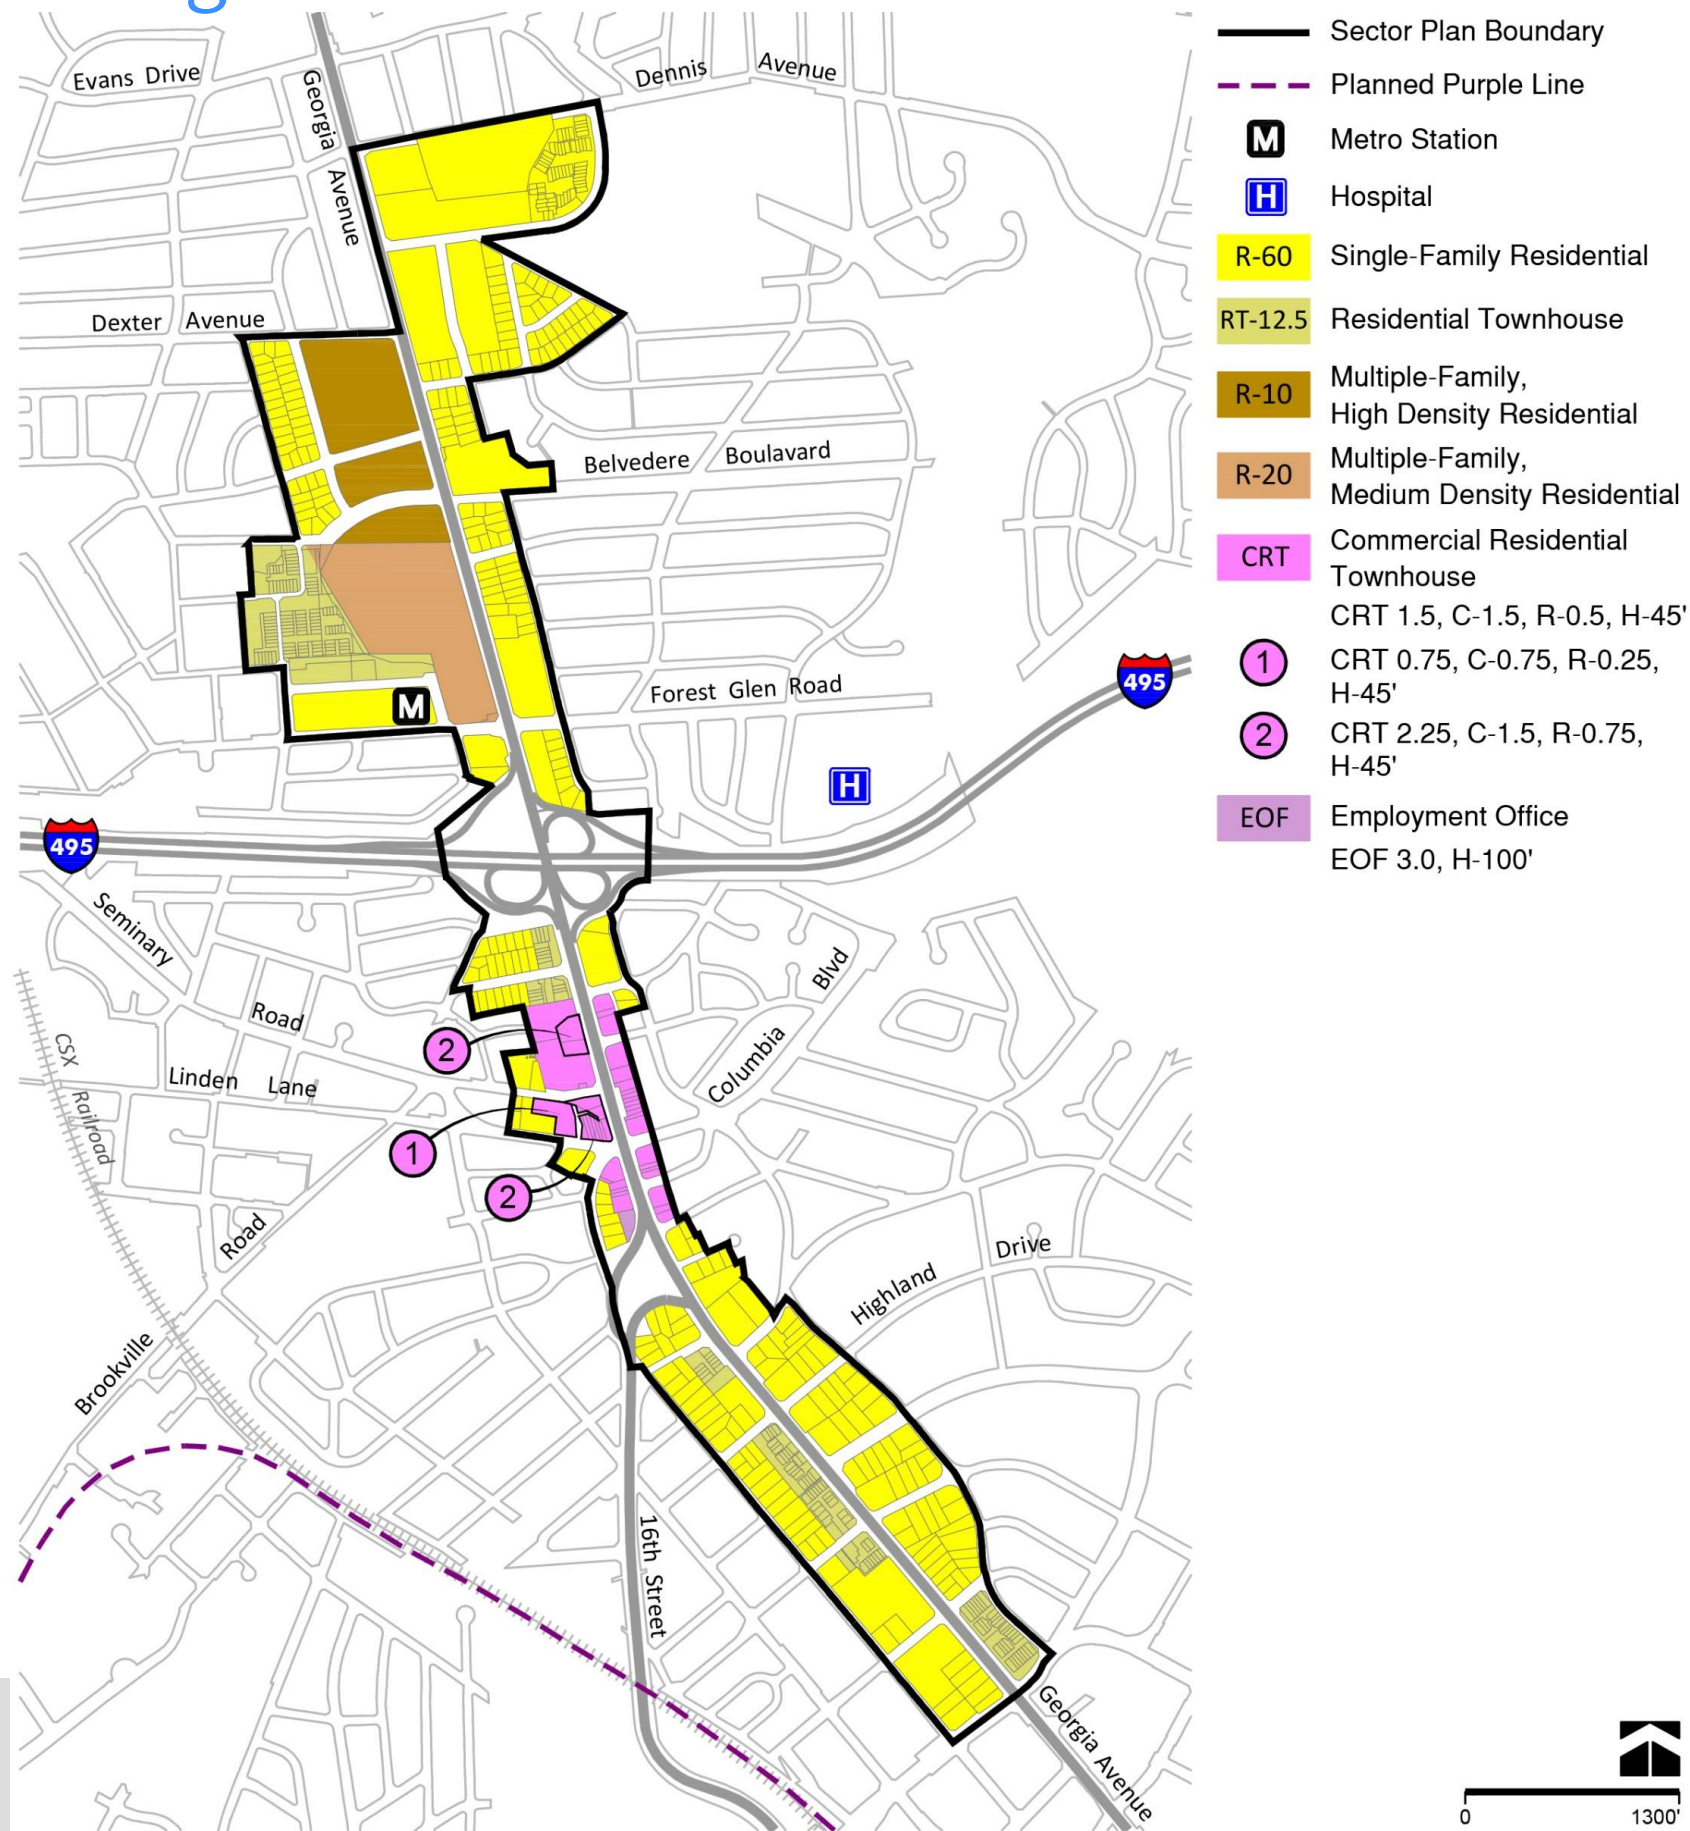 g
Evans Drive
Georgia
Avenue
Dennis Avenue
Dexter Avenue
Belvedere Boulavard
Forest Glen Road
M
H
495
495
Seminary
Road
Linden Lane
CSX
Railroad
Columbia
Blvd
2
1
2
Road
Brookville
Highland
Drive
16th Street
Georgia Avenue
Sector Plan Boundary
Planned Purple Line
M Metro Station
H Hospital
R-60 Single-Family Residential
RT-12.5 Residential Townhouse
R-10 Multiple-Family,
High Density Residential
R-20 Multiple-Family,
Medium Density Residential
CRT Commercial Residential
Townhouse
CRT 1.5, C-1.5, R-0.5, H-45'
1 CRT 0.75, C-0.75, R-0.25,
H-45'
2 CRT 2.25, C-1.5, R-0.75,
H-45'
EOF Employment Office
EOF 3.0, H-100'
0 1300'